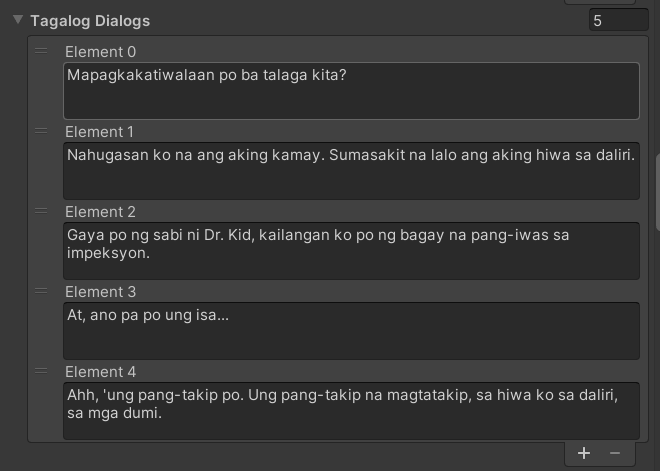 Tagalog Dialogs
5
Element 0
Mapagkakatiwalaan po ba talaga kita?
Element 1
Nahugasan ko na ang aking kamay. Sumasakit na lalo ang aking hiwa sa daliri.
Element 2
Gaya po ng sabi ni Dr. Kid, kailangan ko po ng bagay na pang-iwas sa
impeksyon.
Element 3
At, ano pa po ung isa...
Element 4
Ahh, 'ung pang-takip po. Ung pang-takip na magtatakip, sa hiwa ko sa daliri,
sa mga dumi.